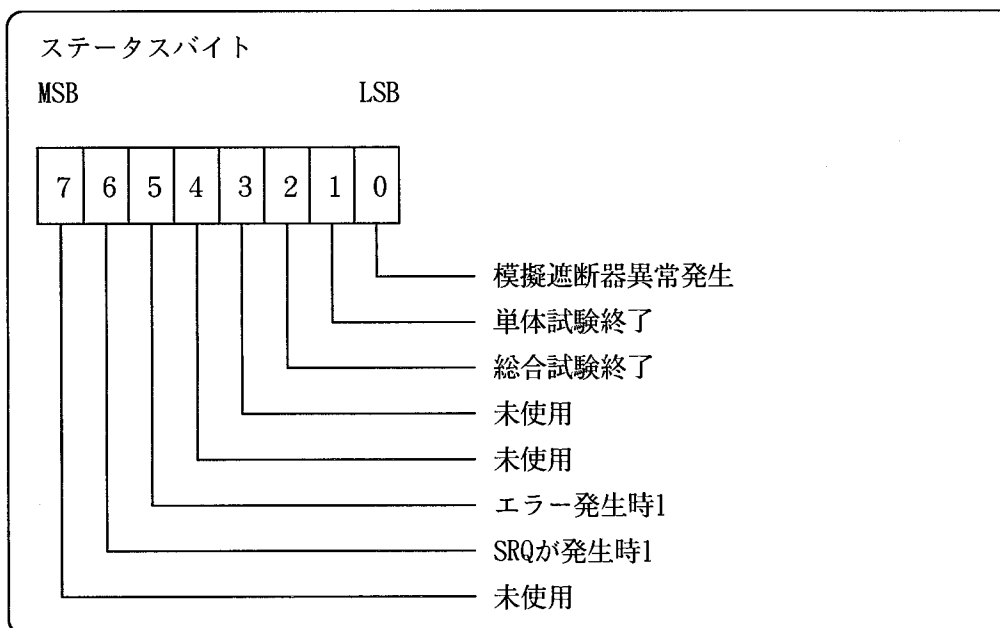 ステータスバイト
MSB LSB
7 6 5 4 3 2 1 0
模擬遮断器異常発生
単体試験終了
総合試験終了
未使用
未使用
エラー発生時1
SRQが発生時1
未使用